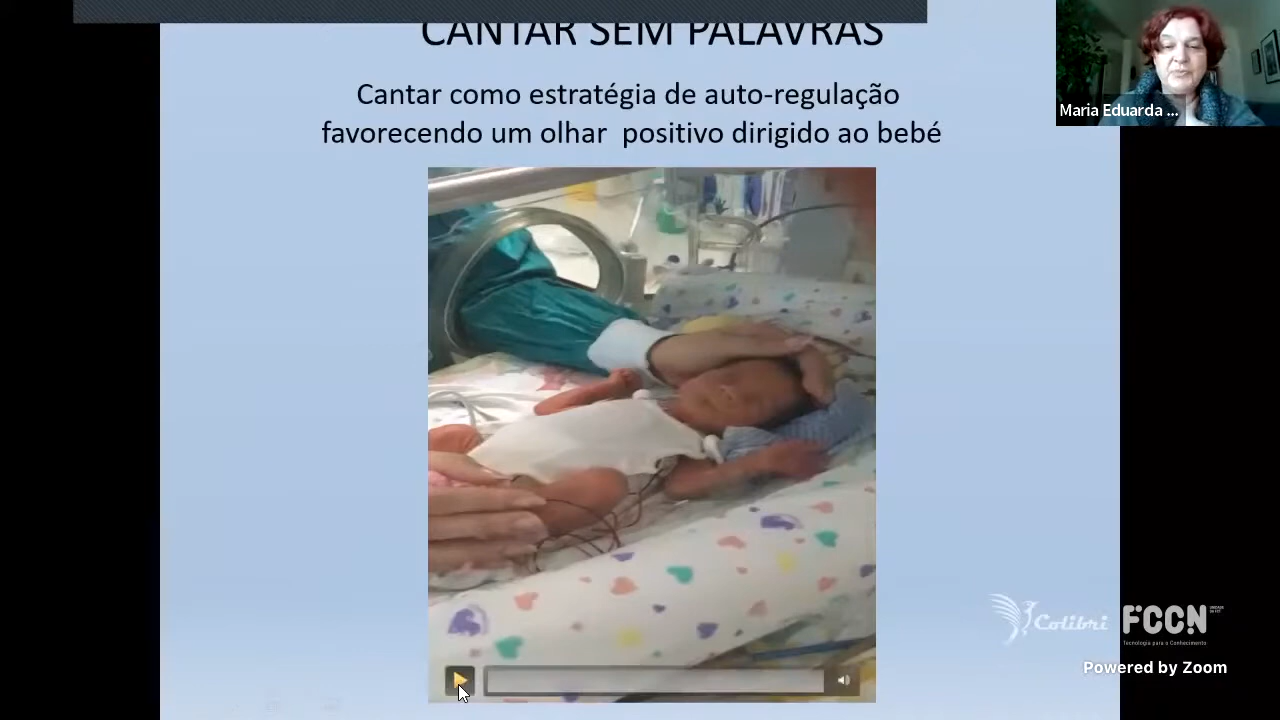 CANTAR SEM PALAVRAS
Cantar como estratégia de auto-regulação
favorecendo um olhar positivo dirigido ao bebé
Maria Eduarda ...
Colibri FCCN
Tecnologia para o Conhecimento
Powered by Zoom